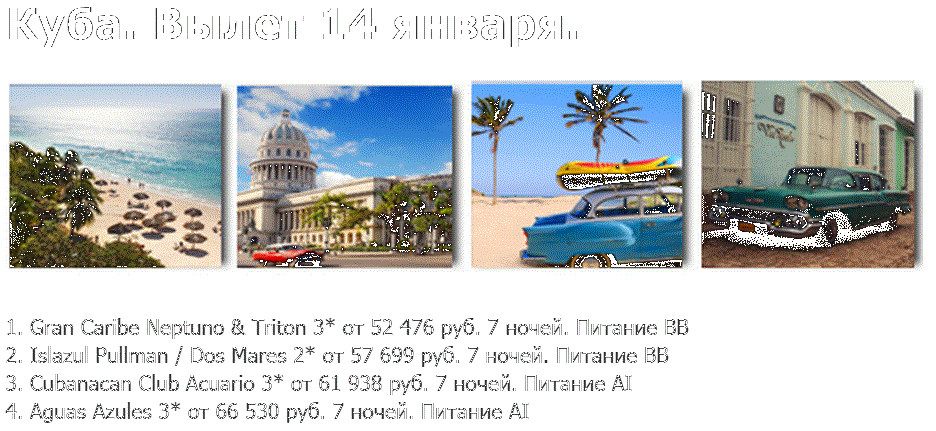 Куба. Вылет 14 января.
1. Gran Caribe Neptuno & Triton 3* от 52 476 руб. 7 ночей. Питание BB
2. Islazul Pullman / Dos Mares 2* от 57 699 руб. 7 ночей. Питание BB
3. Cubanacan Club Acuario 3* от 61 938 руб. 7 ночей. Питание AI
4. Aguas Azules 3* от 66 530 руб. 7 ночей. Питание AI